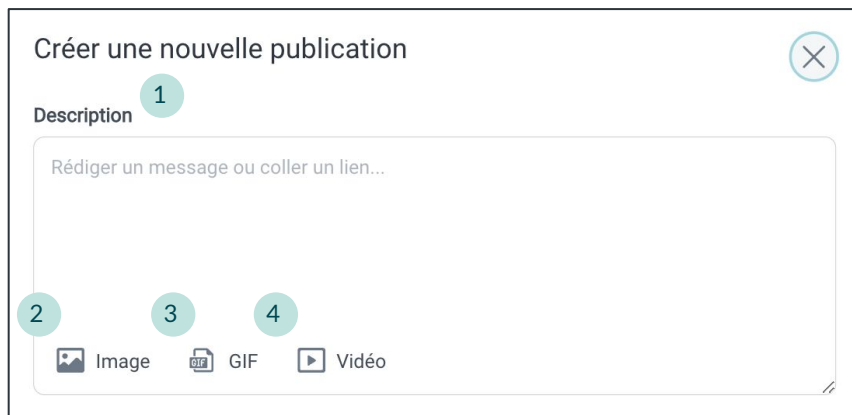 Créer une nouvelle publication
1
Description
Rédiger un message ou coller un lien...
2 3 4
Image GIF GIF Vidéo